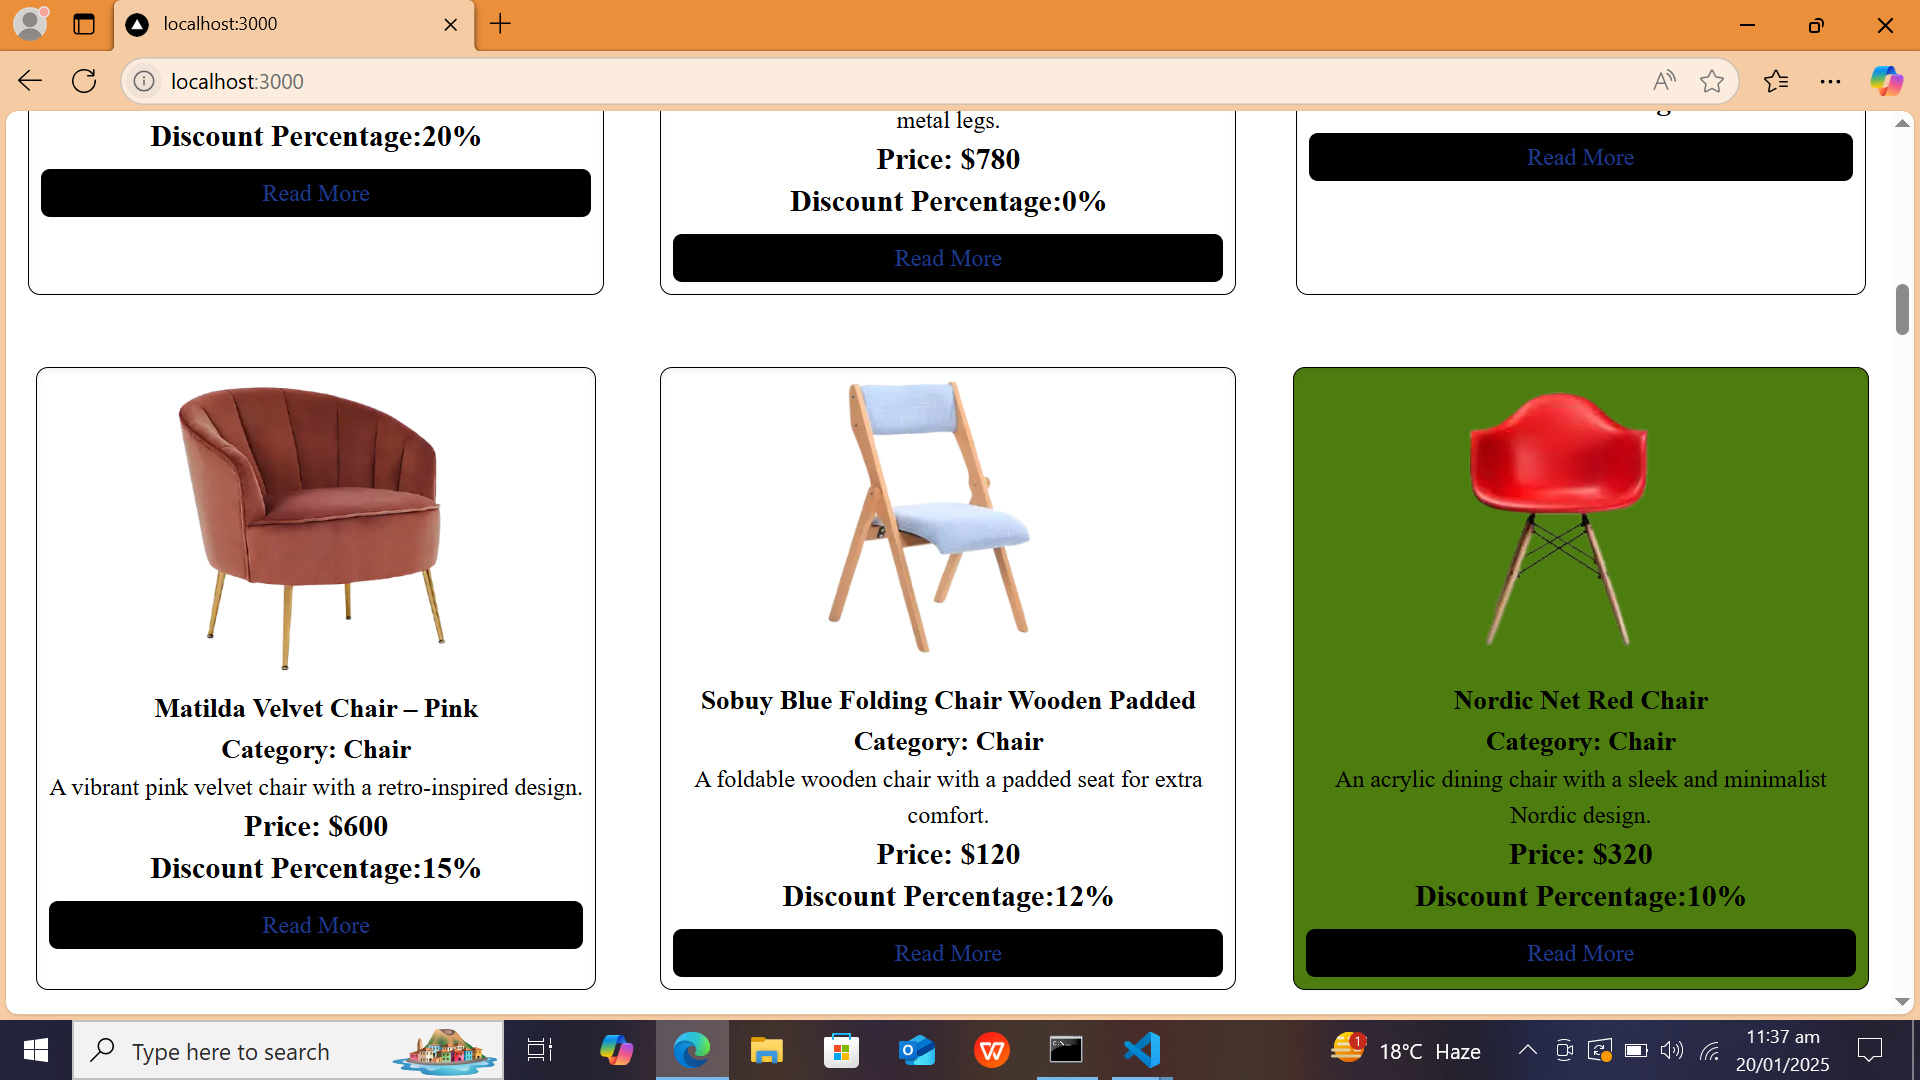 localhost:3000
localhost:3000
Discount Percentage:20%
Read More
metal legs.
Price: $780
Discount Percentage:0%
Read More
Read More
Matilda Velvet Chair – Pink
Category: Chair
A vibrant pink velvet chair with a retro-inspired design.
Price: $600
Discount Percentage:15%
Read More
Sobuy Blue Folding Chair Wooden Padded
Category: Chair
A foldable wooden chair with a padded seat for extra
comfort.
Price: $120
Discount Percentage:12%
Read More
Nordic Net Red Chair
Category: Chair
An acrylic dining chair with a sleek and minimalist
Nordic design.
Price: $320
Discount Percentage:10%
Read More
Type here to search
1
18°C Haze
11:37 am
20/01/2025